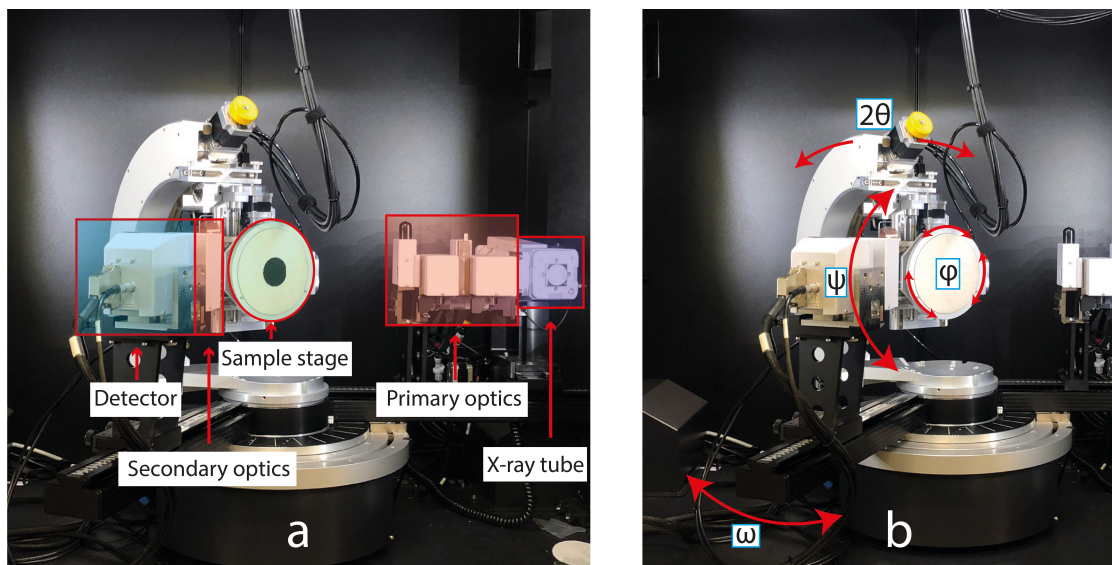 Detector
Secondary optics
Sample stage
Primary optics
X-ray tube
a
2θ
ψ
φ
ω
b